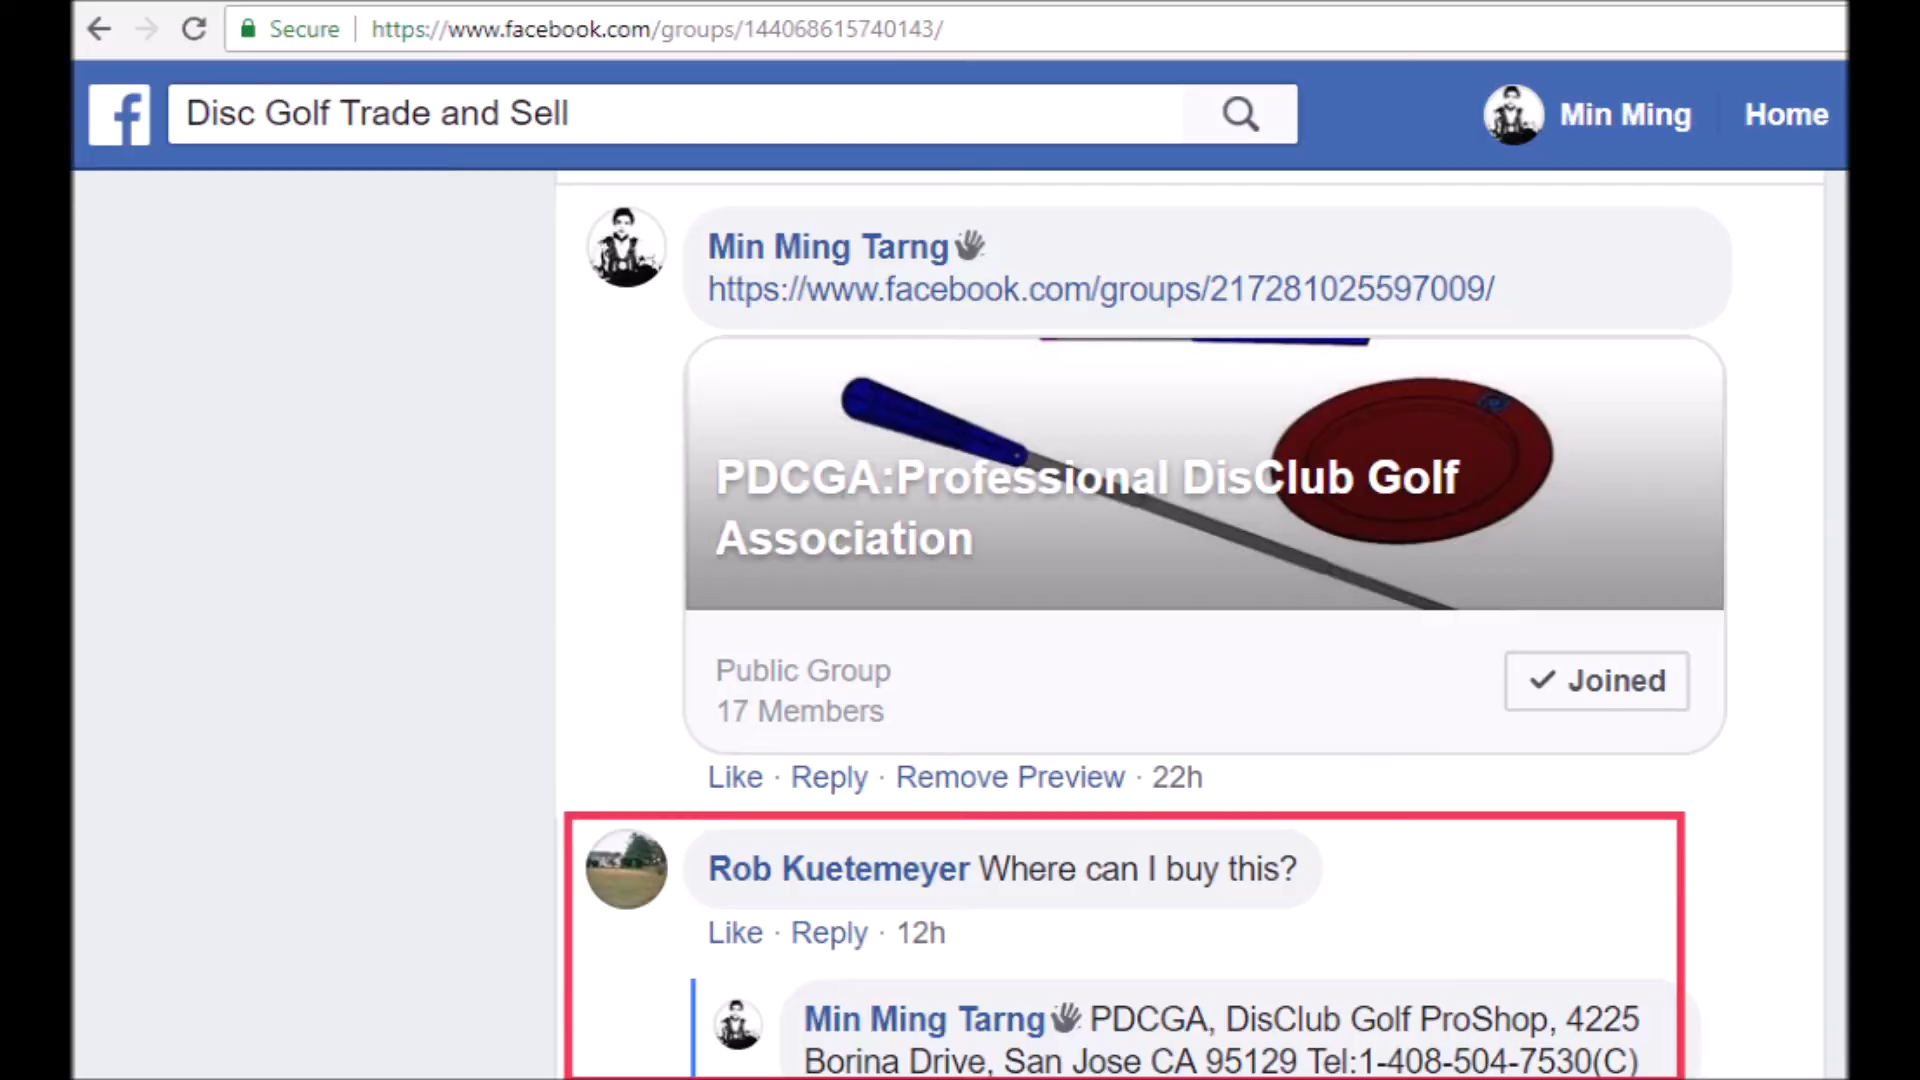 Secure | https://www.facebook.com/groups/144068615740143/
f Disc Golf Trade and Sell Min Ming Home
Min Ming Tarng
https://www.facebook.com/groups/217281025597009/
PDCGA:Professional DisClub Golf
Association
Public Group
17 Members
Joined
Like · Reply · Remove Preview · 22h
Rob Kuetemeyer Where can I buy this?
Like · Reply · 12h
Min Ming Tarng PDCGA, DisClub Golf ProShop, 4225
Borina Drive, San Jose CA 95129 Tel:1-408-504-7530(C)